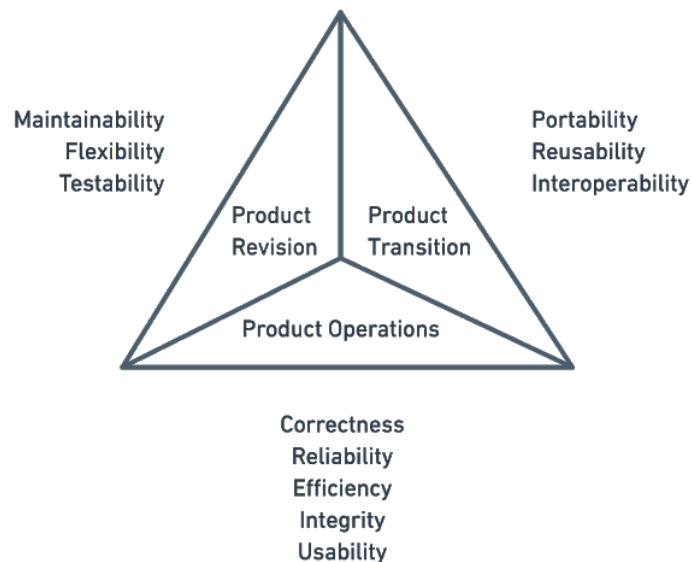 Maintainability
Flexibility
Testability
Portability
Reusability
Interoperability
Product
Revision
Product
Transition
Product Operations
Correctness
Reliability
Efficiency
Integrity
Usability